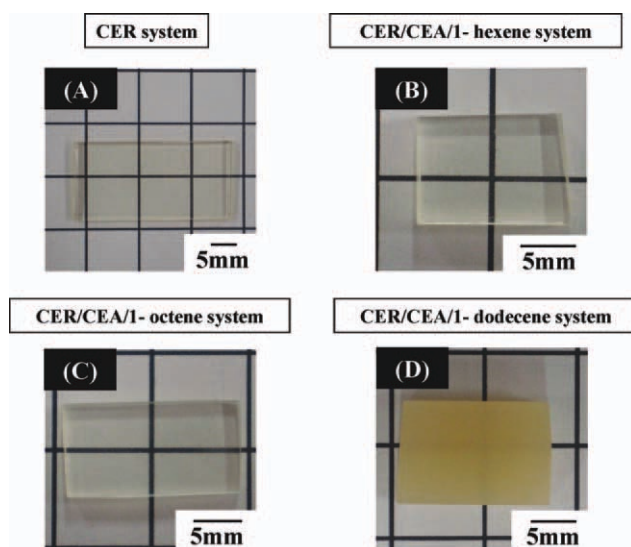 CER system
(A)
5mm
CER/CEA/1- hexene system
(B)
5mm
CER/CEA/1- octene system
(C)
5mm
CER/CEA/1- dodecene system
(D)
5mm